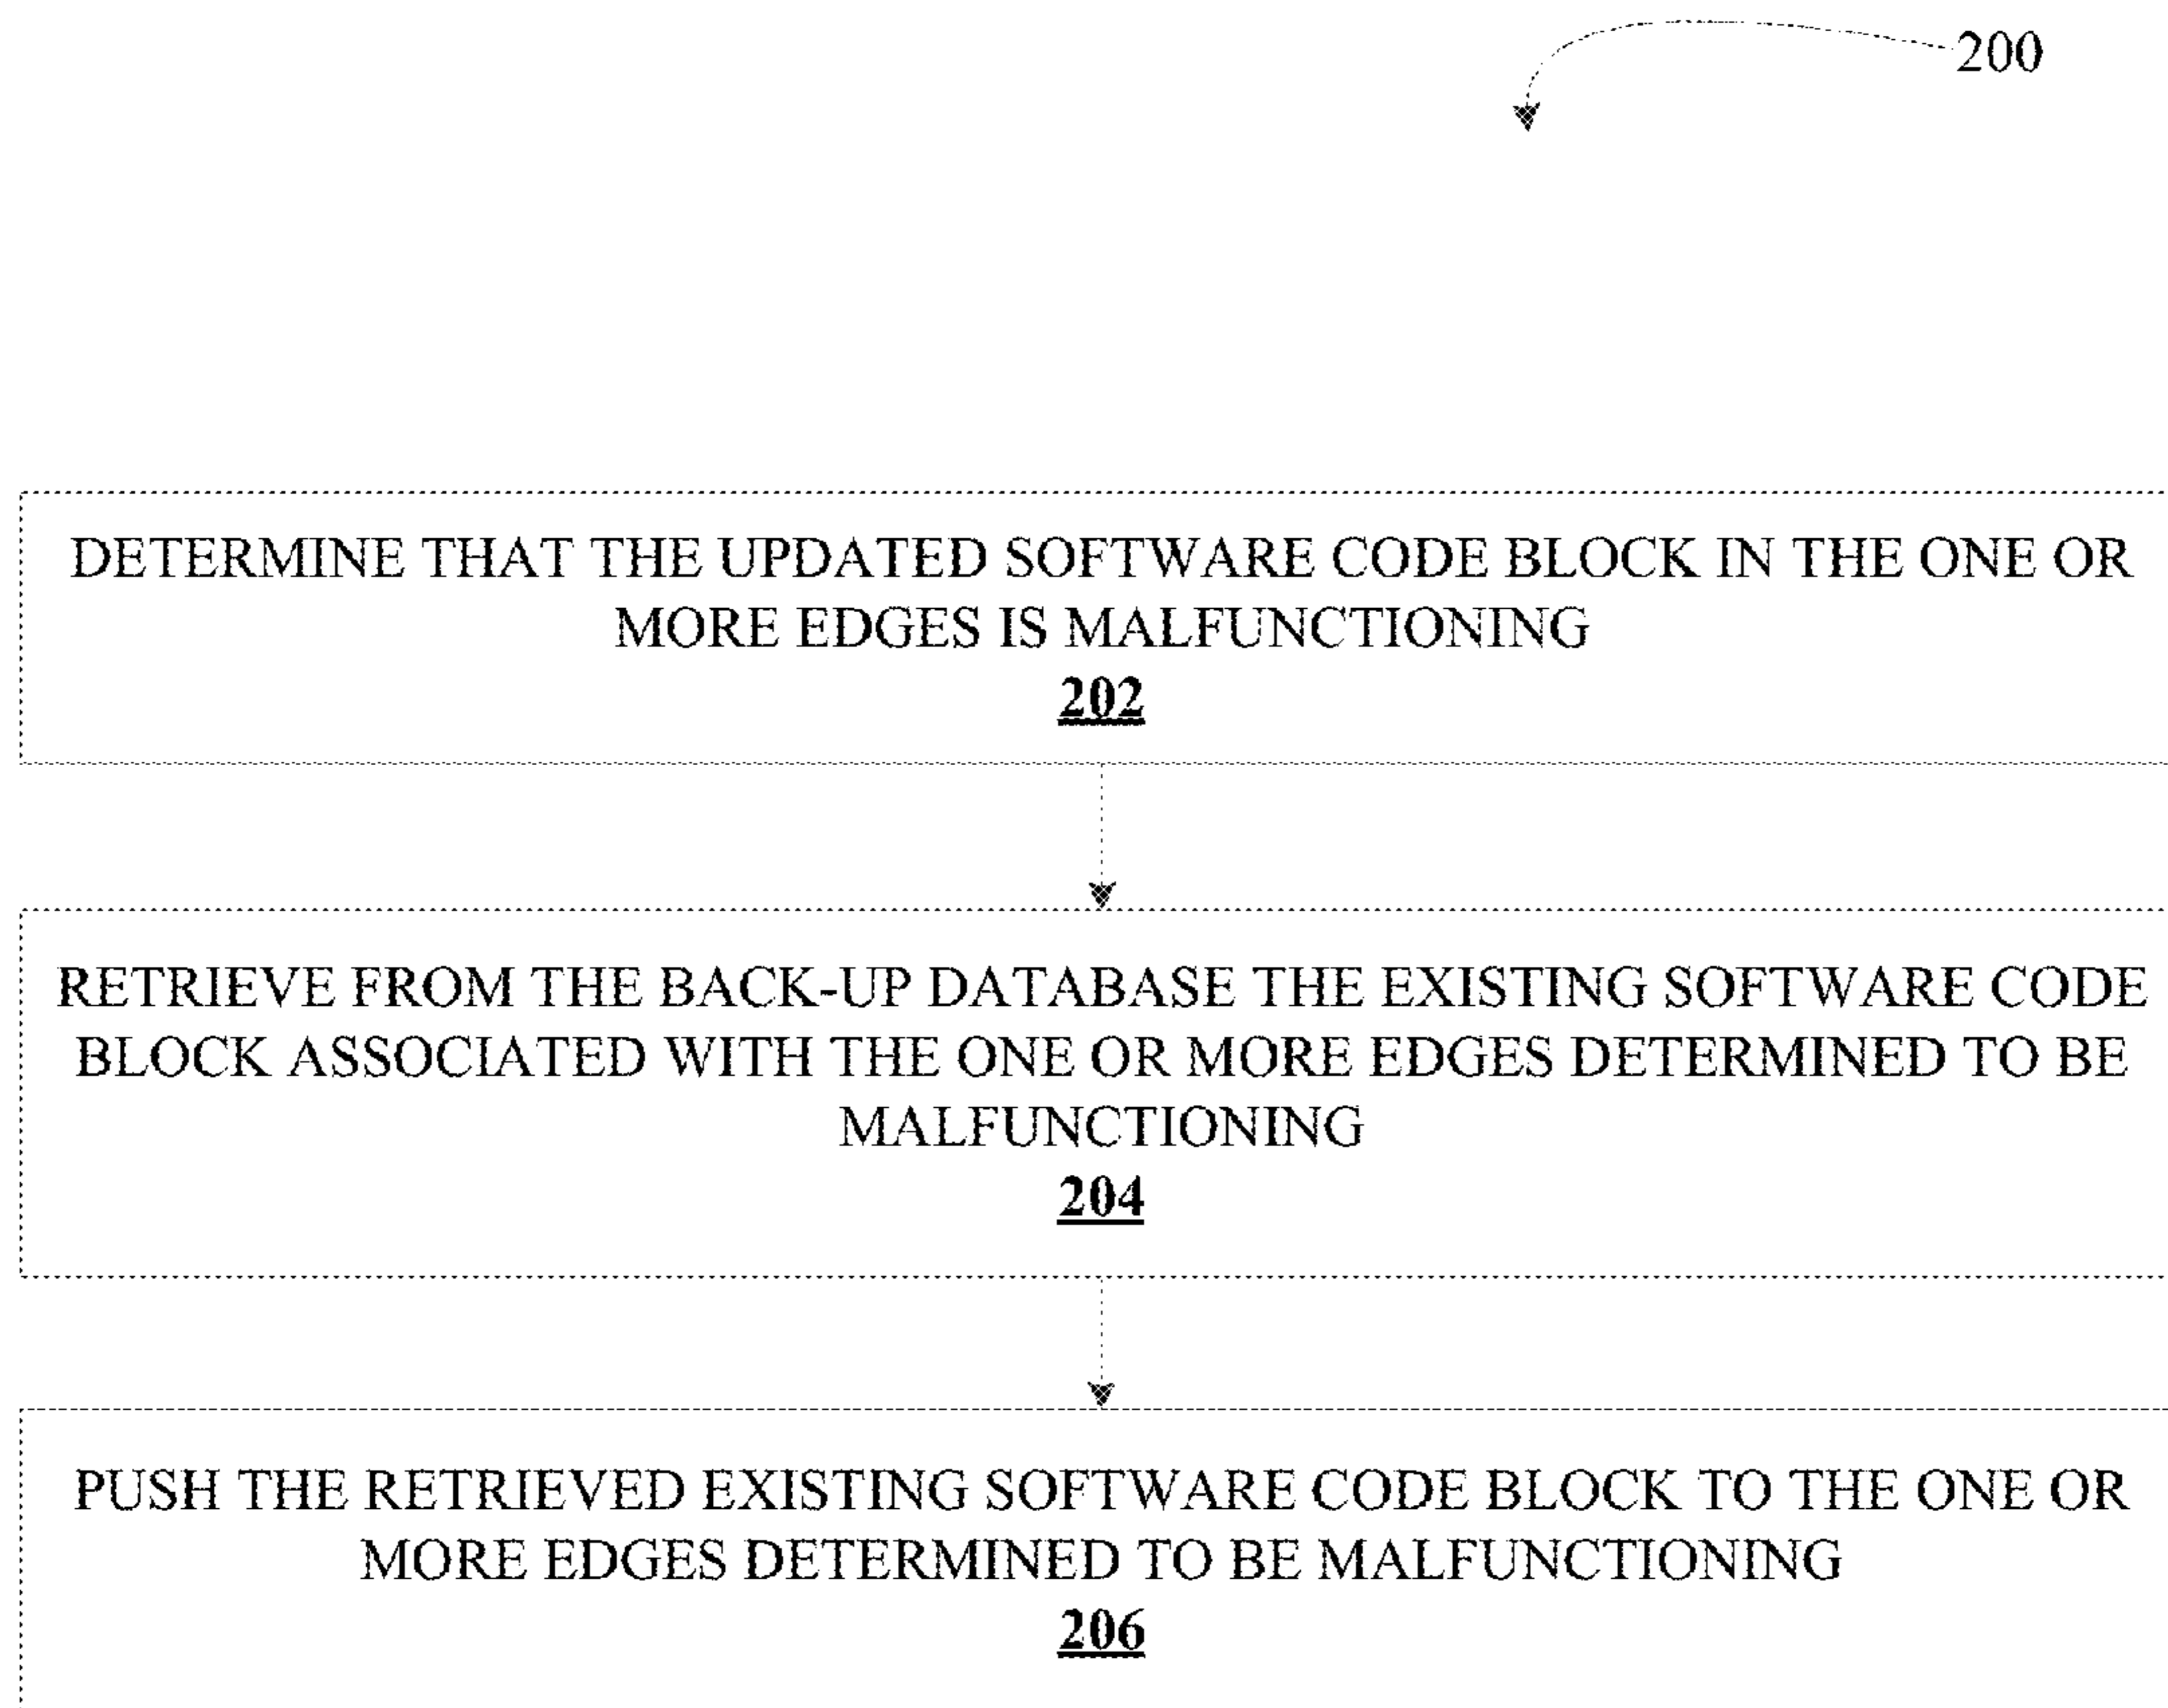 200
DETERMINE THAT THE UPDATED SOFTWARE CODE BLOCK IN THE ONE OR
MORE EDGES IS MALFUNCTIONING
202
RETRIEVE FROM THE BACK-UP DATABASE THE EXISTING SOFTWARE CODE
BLOCK ASSOCIATED WITH THE ONE OR MORE EDGES DETERMINED TO BE
MALFUNCTIONING
204
PUSH THE RETRIEVED EXISTING SOFTWARE CODE BLOCK TO THE ONE OR
MORE EDGES DETERMINED TO BE MALFUNCTIONING
206